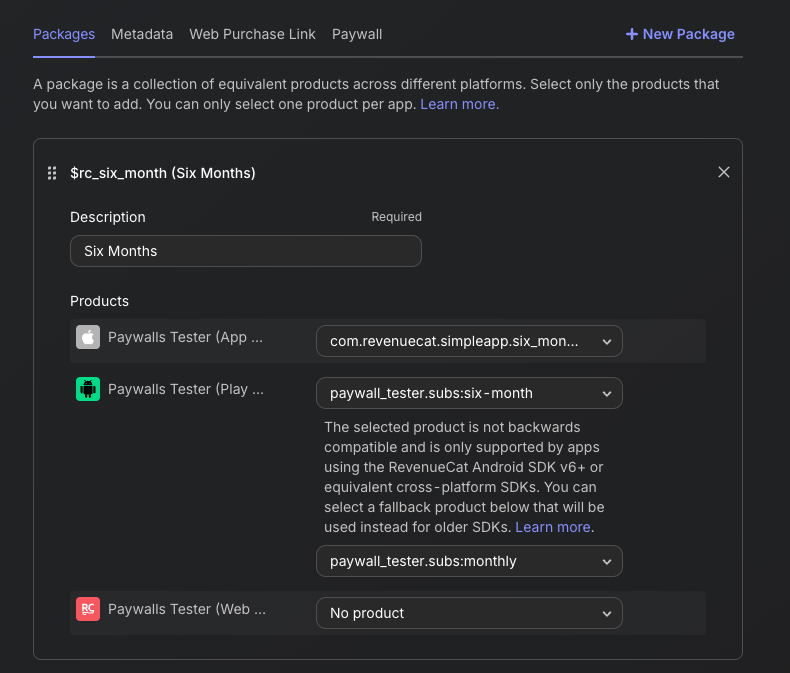 Packages Metadata Web Purchase Link Paywall + New Package
A package is a collection of equivalent products across different platforms. Select only the products that
you want to add. You can only select one product per app. Learn more.
$rc_six_month (Six Months)
Description Required
Six Months
Products
Paywalls Tester (App ... com.revenuecat.simpleapp.six_mon...
Paywalls Tester (Play ... paywall_tester.subs:six-month
The selected product is not backwards
compatible and is only supported by apps
using the RevenueCat Android SDK v6+ or
equivalent cross-platform SDKs. You can
select a fallback product below that will be
used instead for older SDKs. Learn more.
paywall_tester.subs:monthly
RC Paywalls Tester (Web ... No product